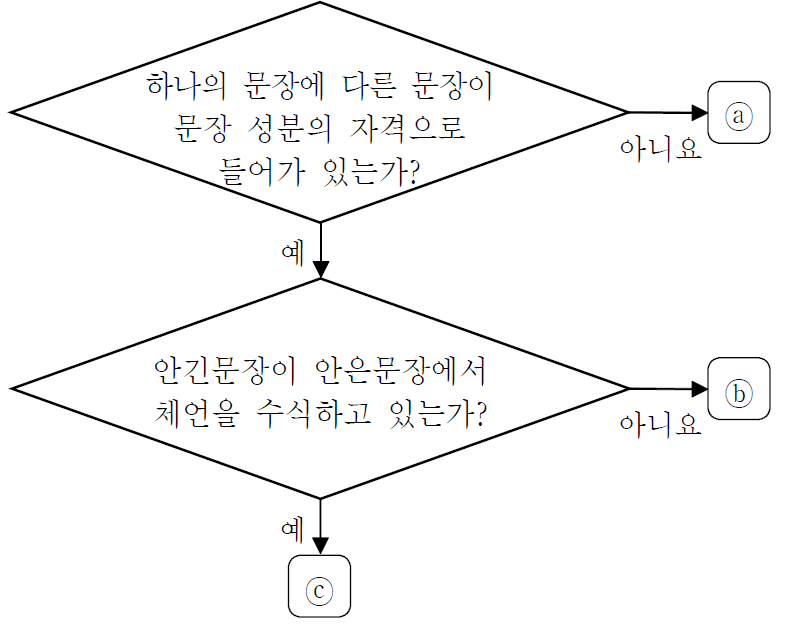 하나의 문장에 다른 문장이
문장 성분의 자격으로
들어가 있는가?
아니요
ⓐ
예
안긴문장이 안은문장에서
체언을 수식하고 있는가?
아니요
ⓑ
예
ⓒ